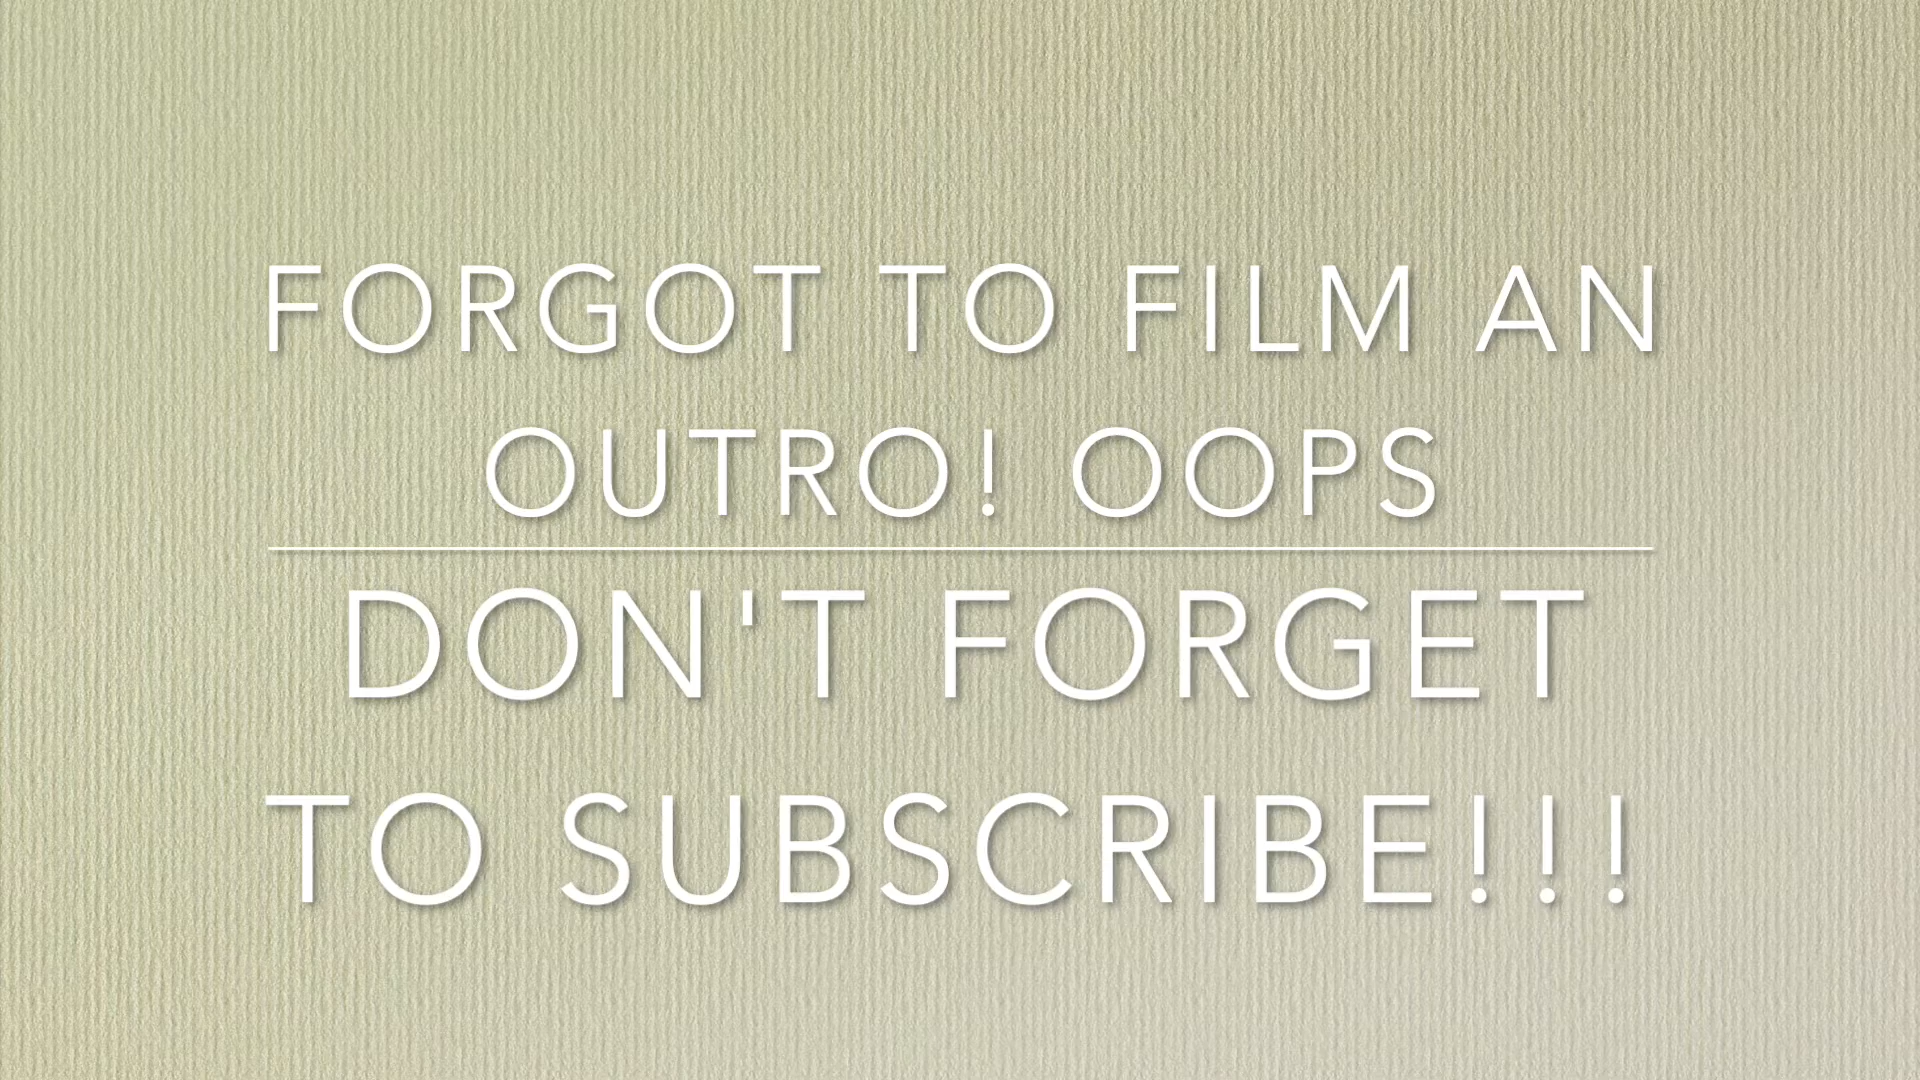 FORGOT TO FILM AN
OUTRO! OOPS
DON'T FORGET
TO SUBSCRIBE!!!